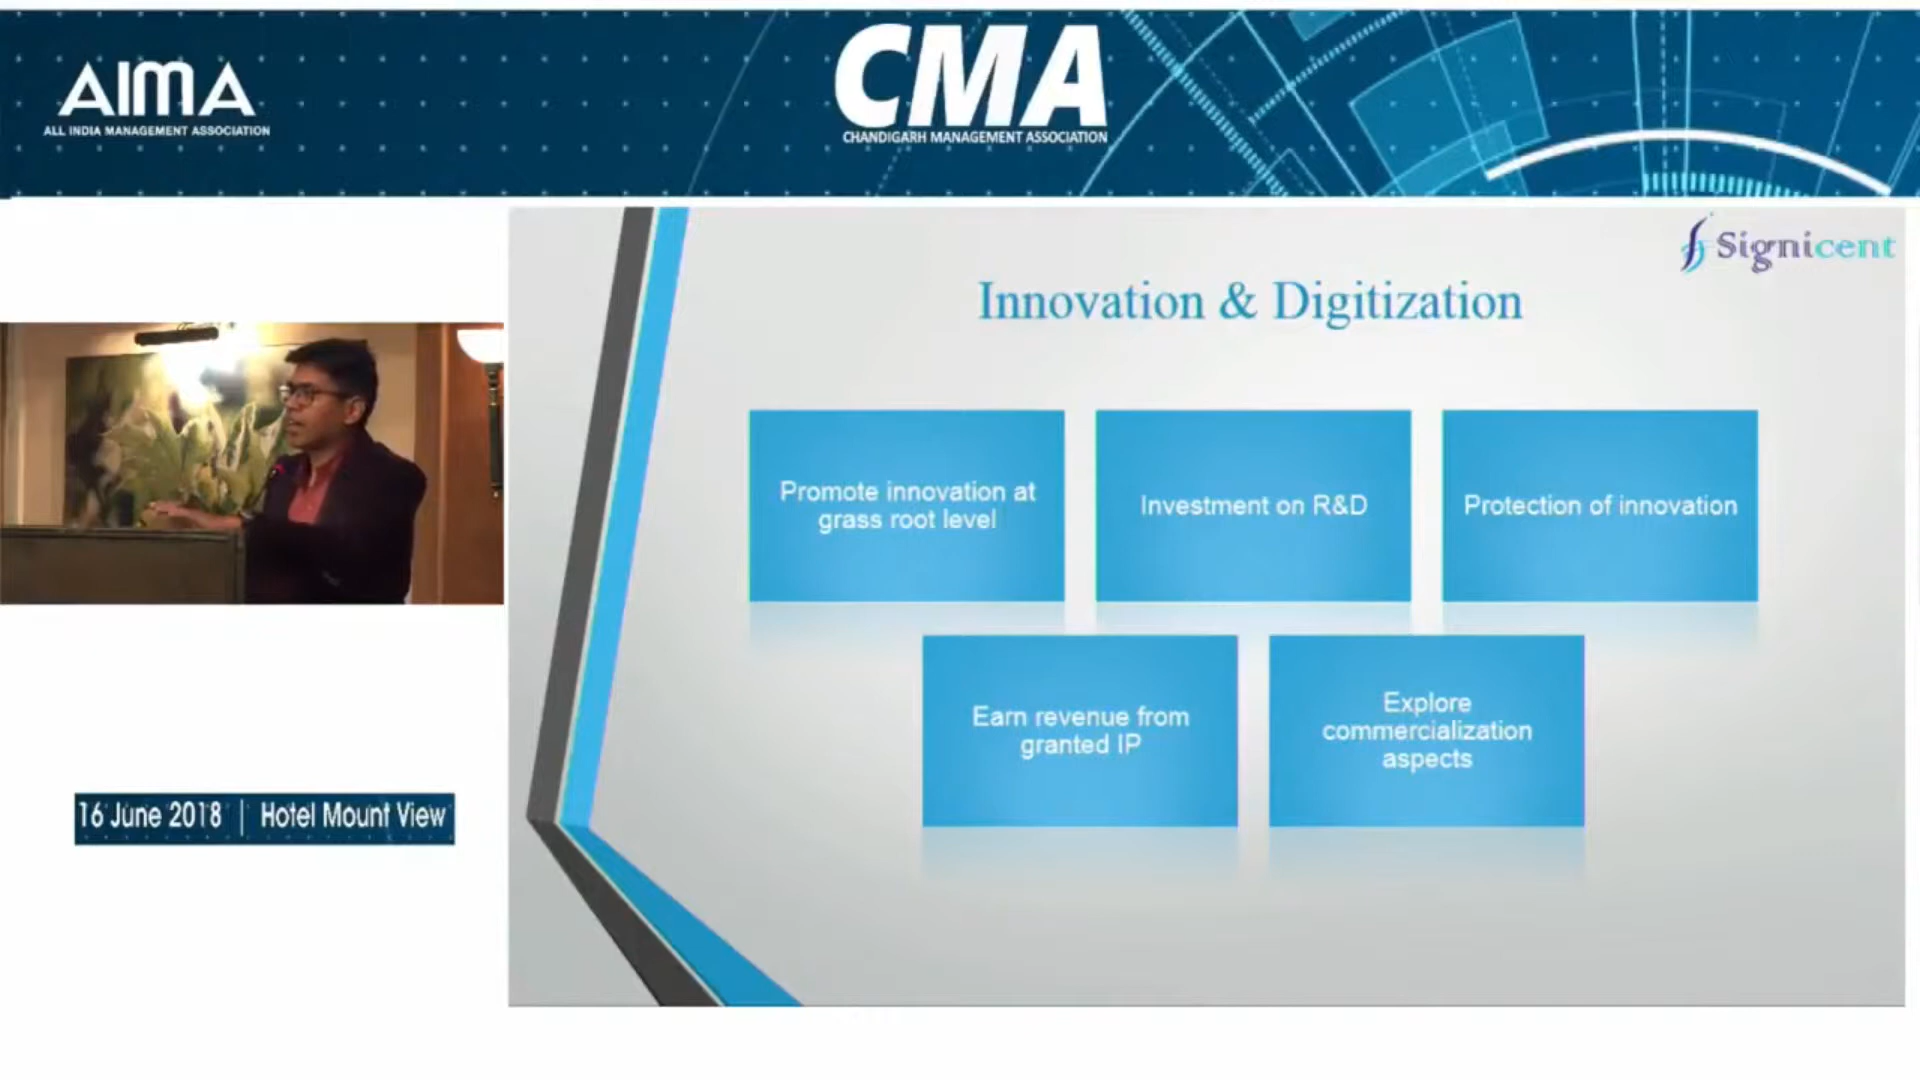 AIMA
ALL INDIA MANAGEMENT ASSOCIATION
CMA
CHANDIGARH MANAGEMENT ASSOCIATION
Signicent
Innovation & Digitization
Promote innovation at
grass root level
Investment on R&D
Protection of innovation
Earn revenue from
granted IP
Explore
commercialization
aspects
16 June 2018 | Hotel Mount View